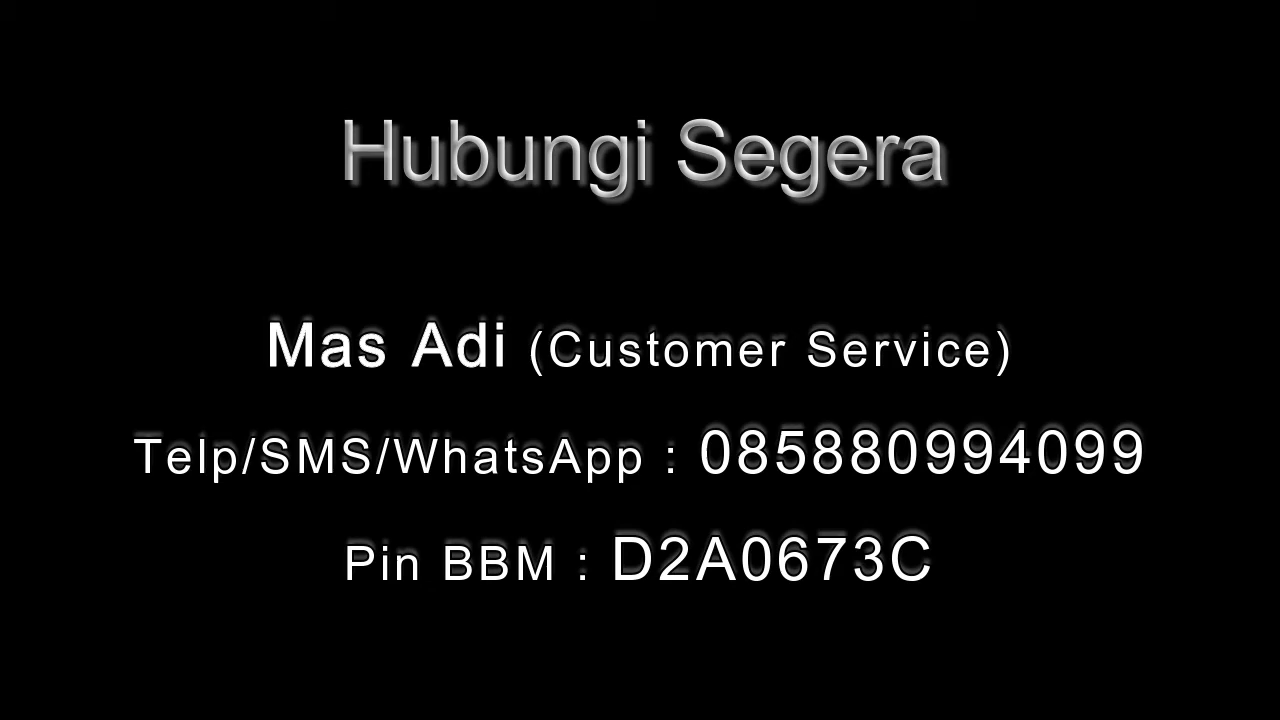 Hubungi Segera
Mas Adi (Customer Service)
Telp/SMS/WhatsApp : 085880994099
Pin BBM : D2A0673C